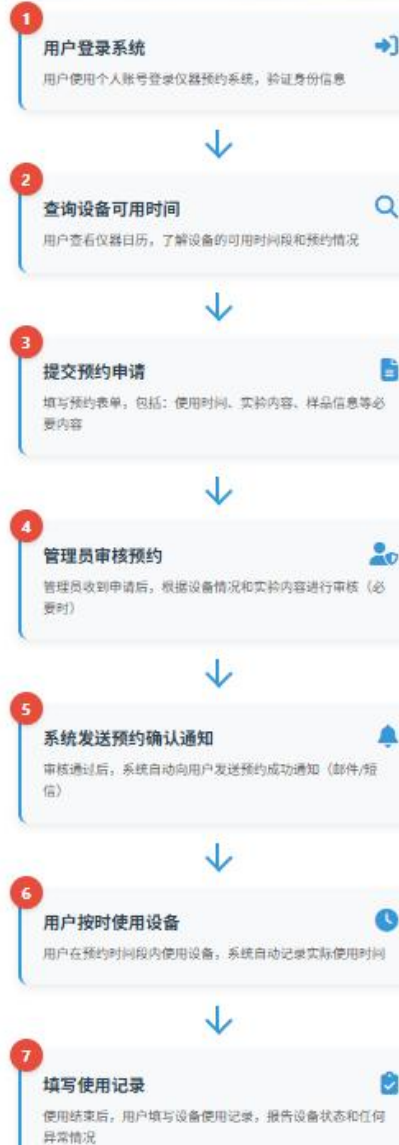 1
用户登录系统
用户使用个人账号登录仪器预约系统，验证身份信息
2
查询设备可用时间
用户查看仪器日历，了解设备的可用时间段和预约情况
3
提交预约申请
填写预约表单，包括：使用时间、实验内容、样品信息等必
要内容
4
管理员审核预约
管理员收到申请后，根据设备情况和实验内容进行审核（必
要时）
5
系统发送预约确认通知
审核通过后，系统自动向用户发送预约成功通知（邮件/短
信）
6
用户按时使用设备
用户在预约时间段内使用设备，系统自动记录实际使用时间
7
填写使用记录
使用结束后，用户填写设备使用记录，报告设备状态和任何
异常情况